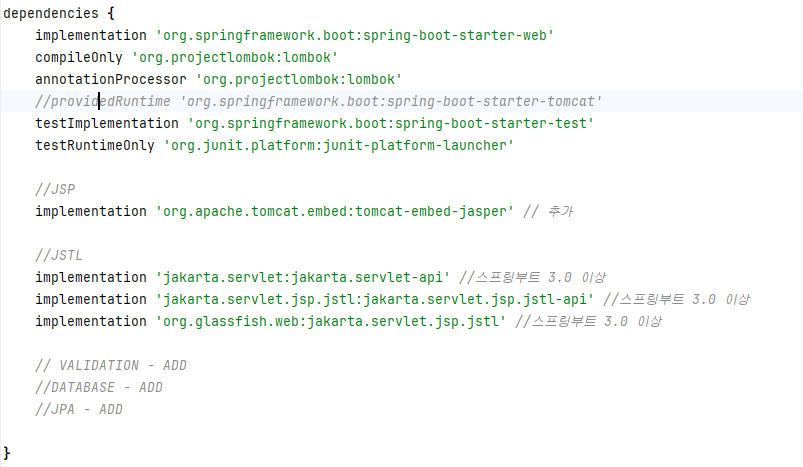 dependencies {
    implementation 'org.springframework.boot:spring-boot-starter-web'
    compileOnly 'org.projectlombok:lombok'
    annotationProcessor 'org.projectlombok:lombok'
    //providedRuntime 'org.springframework.boot:spring-boot-starter-tomcat'
    testImplementation 'org.springframework.boot:spring-boot-starter-test'
    testRuntimeOnly 'org.junit.platform:junit-platform-launcher'

    //JSP
    implementation 'org.apache.tomcat.embed:tomcat-embed-jasper' // 추가

    //JSTL
    implementation 'jakarta.servlet:jakarta.servlet-api' //스프링부트 3.0 이상
    implementation 'jakarta.servlet.jsp.jstl:jakarta.servlet.jsp.jstl-api' //스프링부트 3.0 이상
    implementation 'org.glassfish.web:jakarta.servlet.jsp.jstl' //스프링부트 3.0 이상

    // VALIDATION - ADD
    //DATABASE - ADD
    //JPA - ADD

}